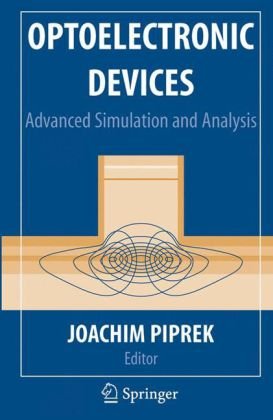 OPTOELECTRONIC
DEVICES
Advanced Simulation and Analysis
JOACHIM PIPREK
Editor
Springer